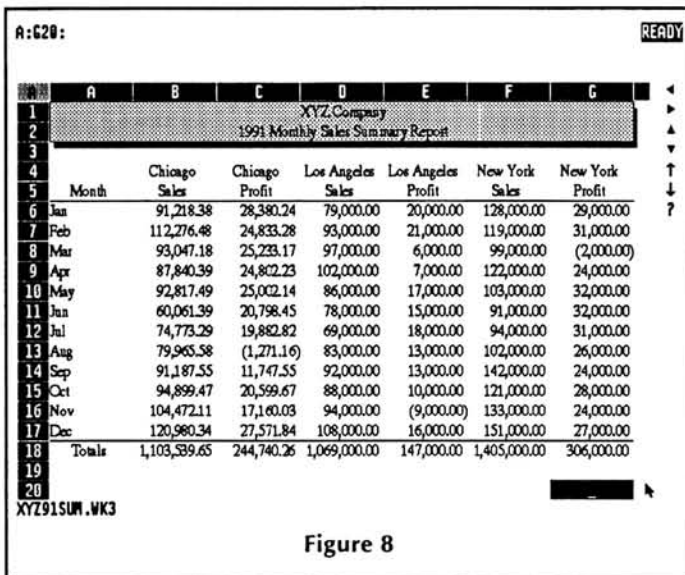 A:G20: READY
A A B C D E F G
1 XYZ Company
2 1991 Monthly Sales Summary Report
3
4 Chicago Chicago Los Angeles Los Angeles New York New York
5 Month Sales Profit Sales Profit Sales Profit
6 Jan 91,218.38 28,380.24 79,000.00 20,000.00 128,000.00 29,000.00
7 Feb 112,276.48 24,833.28 93,000.00 21,000.00 119,000.00 31,000.00
8 Mar 93,047.18 25,233.17 97,000.00 6,000.00 99,000.00 (2,000.00)
9 Apr 87,840.39 24,802.23 102,000.00 7,000.00 122,000.00 24,000.00
10 May 92,817.49 25,002.14 86,000.00 17,000.00 103,000.00 32,000.00
11 Jun 60,061.39 20,798.45 78,000.00 15,000.00 91,000.00 32,000.00
12 Jul 74,773.29 19,882.82 69,000.00 18,000.00 94,000.00 31,000.00
13 Aug 79,965.58 (1,271.16) 83,000.00 13,000.00 102,000.00 26,000.00
14 Sep 91,187.55 11,747.55 92,000.00 13,000.00 142,000.00 24,000.00
15 Oct 94,899.47 20,599.67 88,000.00 10,000.00 121,000.00 28,000.00
16 Nov 104,472.11 17,160.03 94,000.00 (9,000.00) 133,000.00 24,000.00
17 Dec 120,980.34 27,571.84 108,000.00 16,000.00 151,000.00 27,000.00
18 Totals 1,103,539.65 244,740.26 1,069,000.00 147,000.00 1,405,000.00 306,000.00
19
20
XYZ91SUM.WK3
?
Figure 8